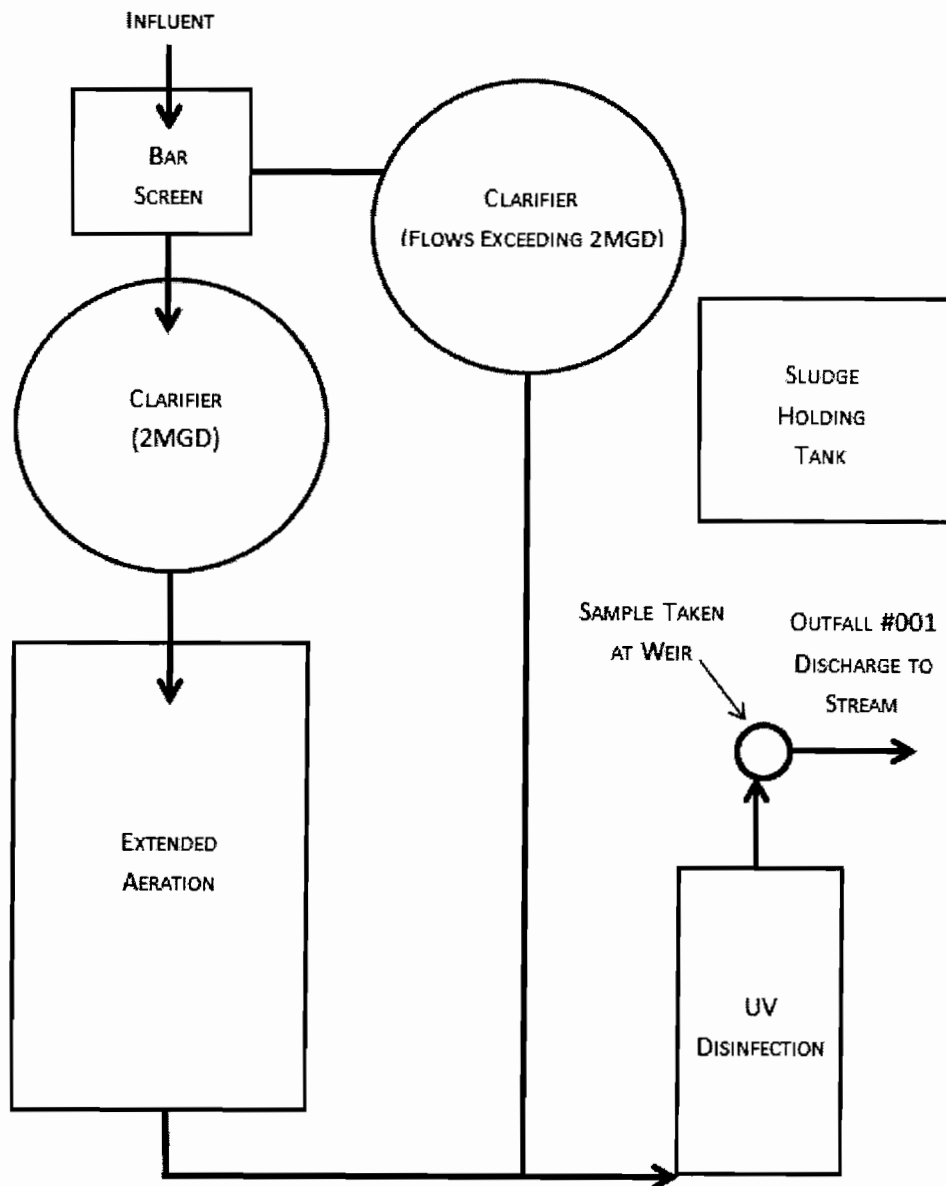 INFLUENT
BAR
SCREEN
CLARIFIER
(FLOWS EXCEEDING 2MGD)
CLARIFIER
(2MGD)
SLUDGE
HOLDING
TANK
SAMPLE TAKEN
AT WEIR
OUTFALL #001
DISCHARGE TO
STREAM
EXTENDED
AERATION
UV
DISINFECTION